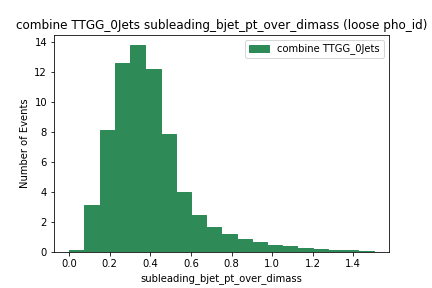 combine TTGG_0Jets subleading_bjet_pt_over_dimass (loose pho_id)
combine TTGG_0Jets
14
12
10
8
6
4
2
0
Number of Events
0.0 0.2 0.4 0.6 0.8 1.0 1.2 1.4
subleading_bjet_pt_over_dimass